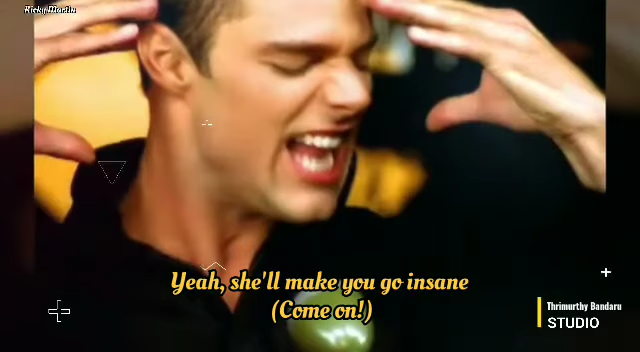 Ricky Martin
Yeah, she'll make you go insane
(Come on!)
Thrimurthy Bandaru
STUDIO